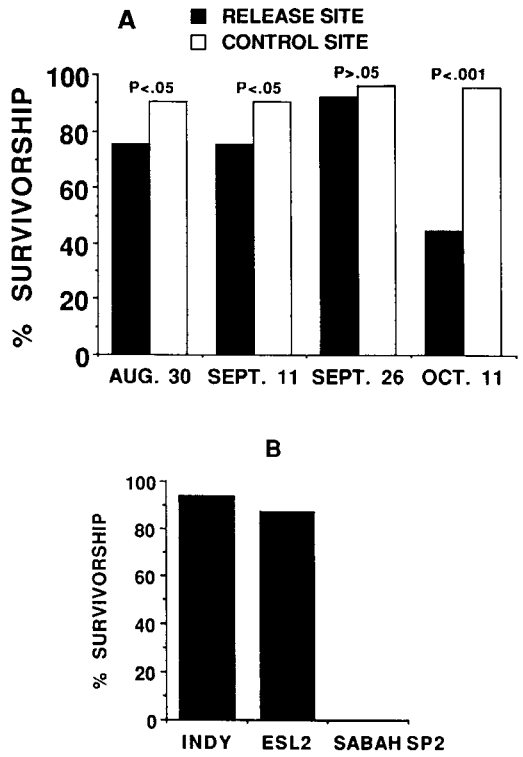 A
RELEASE SITE
CONTROL SITE
% SURVIVORSHIP
100
80
60
40
20
0
P<.05
P<.05
P>.05
P<.001
AUG. 30 SEPT. 11 SEPT. 26 OCT. 11
B
% SURVIVORSHIP
100
80
60
40
20
0
INDY ESL2 SABAH SP2